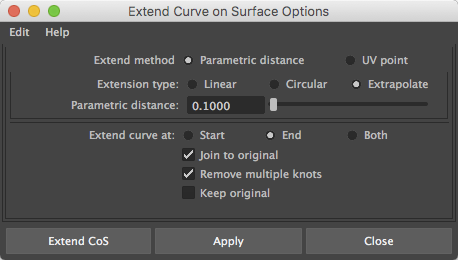 Extend Curve on Surface Options
Edit Help
Extend method Parametric distance UV point
Extension type: Linear Circular Extrapolate
Parametric distance: 0.1000
Extend curve at: Start End Both
Join to original
Remove multiple knots
Keep original
Extend CoS Apply Close